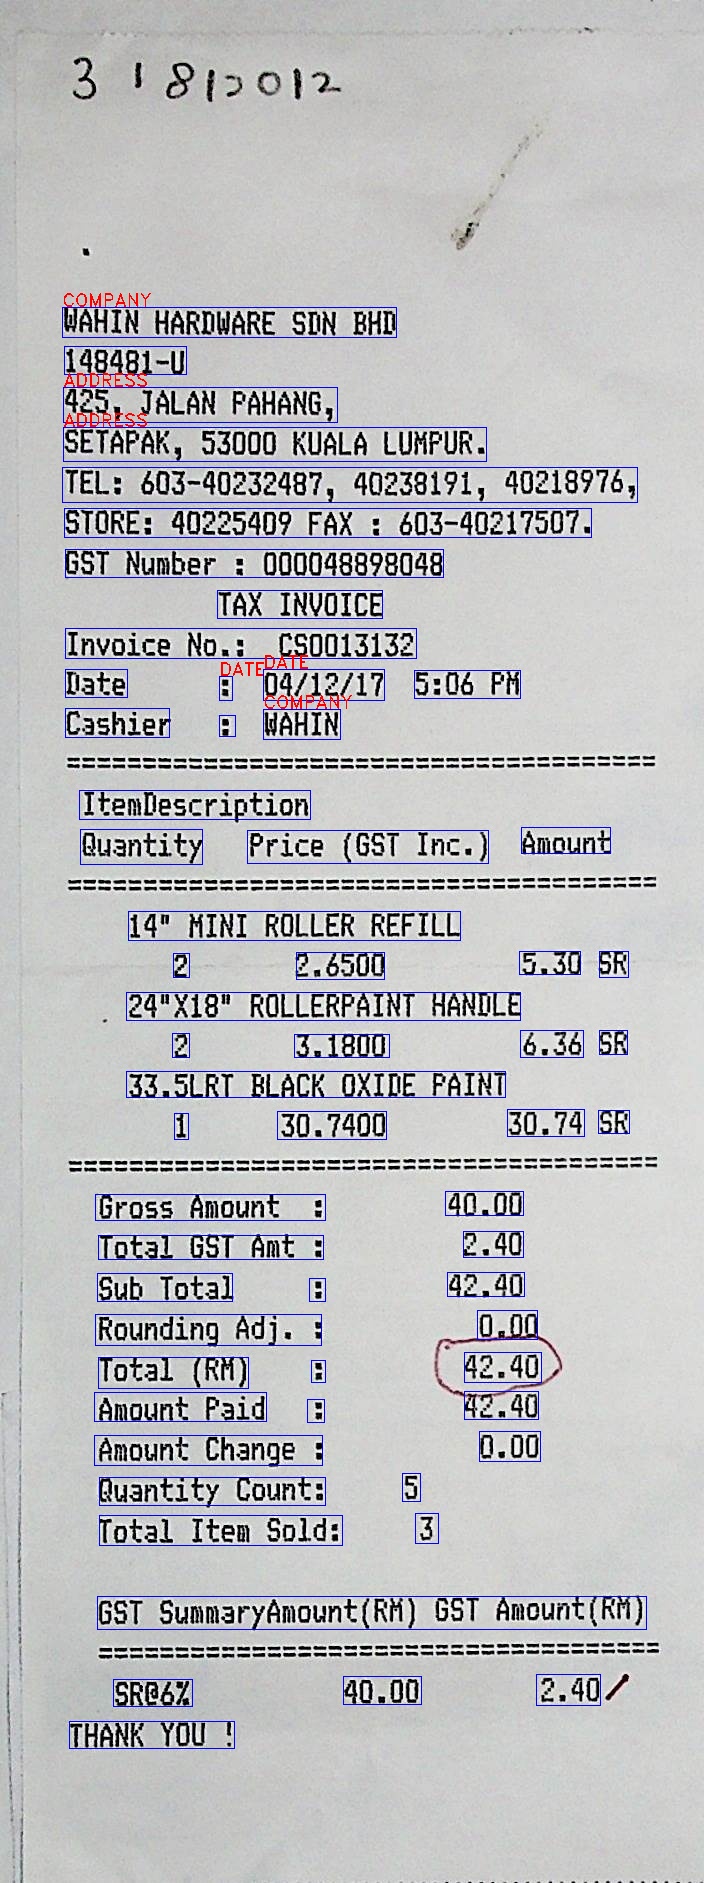 3 1812012
COMPANY
WAHIN HARDWARE SDN BHD
148481-U
ADDRESS
425, JALAN PAHANG,
ADDRESS
SETAPAK, 53000 KUALA LUMPUR.
TEL: 603-40232487, 40238191, 40218976,
STORE: 40225409 FAX : 603-40217507.
GST Number : 000048898048
TAX INVOICE
Invoice No.: CS0013132
DATE DATE
Date : 04/12/17 5:06 PM
COMPANY
Cashier : WAHIN
=======================================
ItemDescription
Quantity Price (GST Inc.) Amount
=======================================
14" MINI ROLLER REFILL
2 2.6500 5.30 SR
24"X18" ROLLERPAINT HANDLE
2 3.1800 6.36 SR
33.5LRT BLACK OXIDE PAINT
1 30.7400 30.74 SR
=======================================
Gross Amount : 40.00
Total GST Amt : 2.40
Sub Total : 42.40
Rounding Adj. : 0.00
Total (RM) : 42.40
Amount Paid : 42.40
Amount Change : 0.00
Quantity Count: 5
Total Item Sold: 3
GST SummaryAmount(RM) GST Amount(RM)
=====================================
SR@6% 40.00 2.40
THANK YOU !